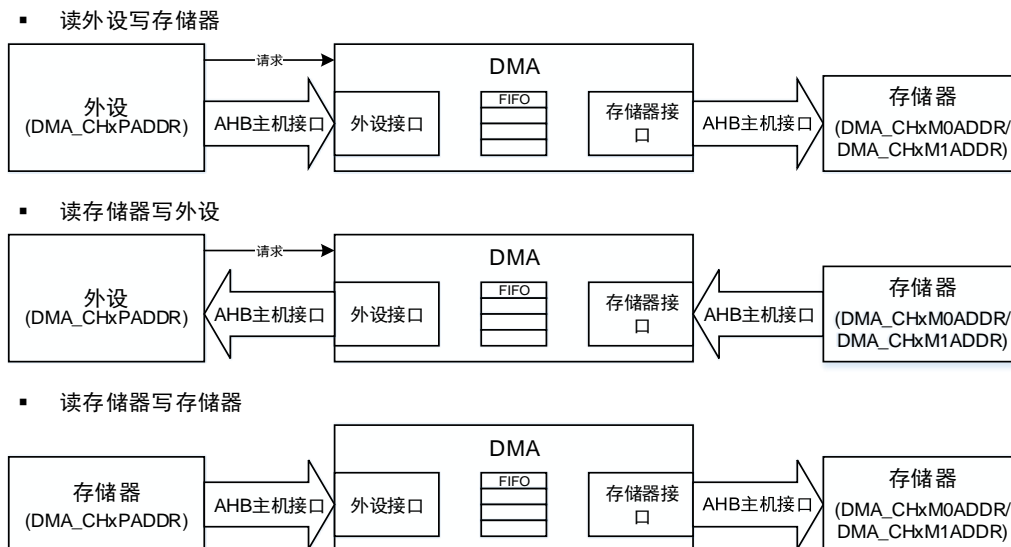 ▪ 读外设写存储器
请求
DMA
外设
(DMA_CHxPADDR)
AHB主机接口
外设接口
FIFO
存储器接
口
AHB主机接口
存储器
(DMA_CHxM0ADDR/
DMA_CHxM1ADDR)
▪ 读存储器写外设
请求
DMA
外设
(DMA_CHxPADDR)
AHB主机接口
外设接口
FIFO
存储器接
口
AHB主机接口
存储器
(DMA_CHxM0ADDR/
DMA_CHxM1ADDR)
▪ 读存储器写存储器
DMA
存储器
(DMA_CHxPADDR)
AHB主机接口
外设接口
FIFO
存储器接
口
AHB主机接口
存储器
(DMA_CHxM0ADDR/
DMA_CHxM1ADDR)